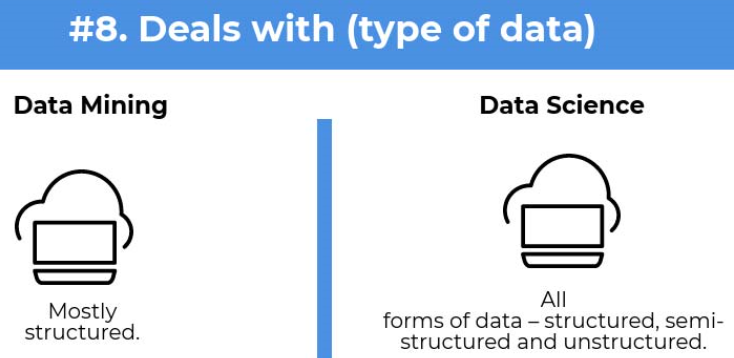 #8. Deals with (type of data)
Data Mining
Mostly
structured.
Data Science
All
forms of data – structured, semi-
structured and unstructured.